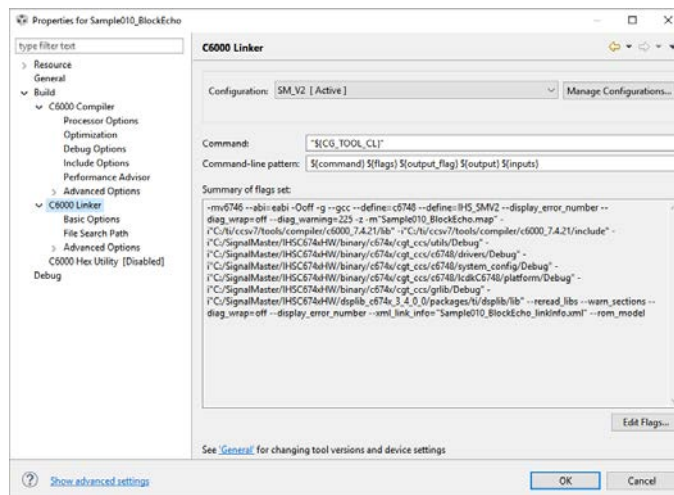 Properties for Sample010_BlockEcho
type filter text
Resource
General
Build
C6000 Compiler
Processor Options
Optimization
Debug Options
Include Options
Performance Advisor
Advanced Options
C6000 Linker
Basic Options
File Search Path
Advanced Options
C6000 Hex Utility [Disabled]
Debug
C6000 Linker
Configuration: SM_V2 [ Active ]
Manage Configurations...
Command: "${CG_TOOL_CL}"
Command-line pattern: ${command} ${flags} ${output_flag} ${output} ${inputs}
Summary of flags set:
-mv6746 --abi=eabi -Ooff -g --gcc --define=c6748 --define=IHS_SMV2 --display_error_number --
diag_wrap=off --diag_warning=225 -z -m"Sample010_BlockEcho.map" -
i"C:/ti/ccsv7/tools/compiler/c6000_7.4.21/lib" -i"C:/ti/ccsv7/tools/compiler/c6000_7.4.21/include" -
i"C:/SignalMaster/IHSC674xHW/binary/c674x/cgt_ccs/utils/Debug" -
i"C:/SignalMaster/IHSC674xHW/binary/c674x/cgt_ccs/c6748/drivers/Debug" -
i"C:/SignalMaster/IHSC674xHW/binary/c674x/cgt_ccs/c6748/system_config/Debug" -
i"C:/SignalMaster/IHSC674xHW/binary/c674x/cgt_ccs/c6748/lcdkC6748/platform/Debug" -
i"C:/SignalMaster/IHSC674xHW/binary/c674x/cgt_ccs/grlib/Debug" -
i"C:/SignalMaster/IHSC674xHW/dsplib_c674x_3_4_0_0/packages/ti/dsplib/lib" --reread_libs --warn_sections --
diag_wrap=off --display_error_number --xml_link_info="Sample010_BlockEcho_linkInfo.xml" --rom_model
Edit Flags...
See 'General' for changing tool versions and device settings
Show advanced settings
OK
Cancel